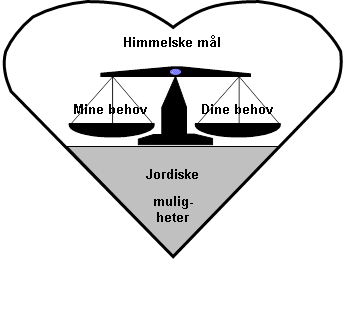 Himmelske mål
Mine behov Dine behov
Jordiske
mulig-
heter